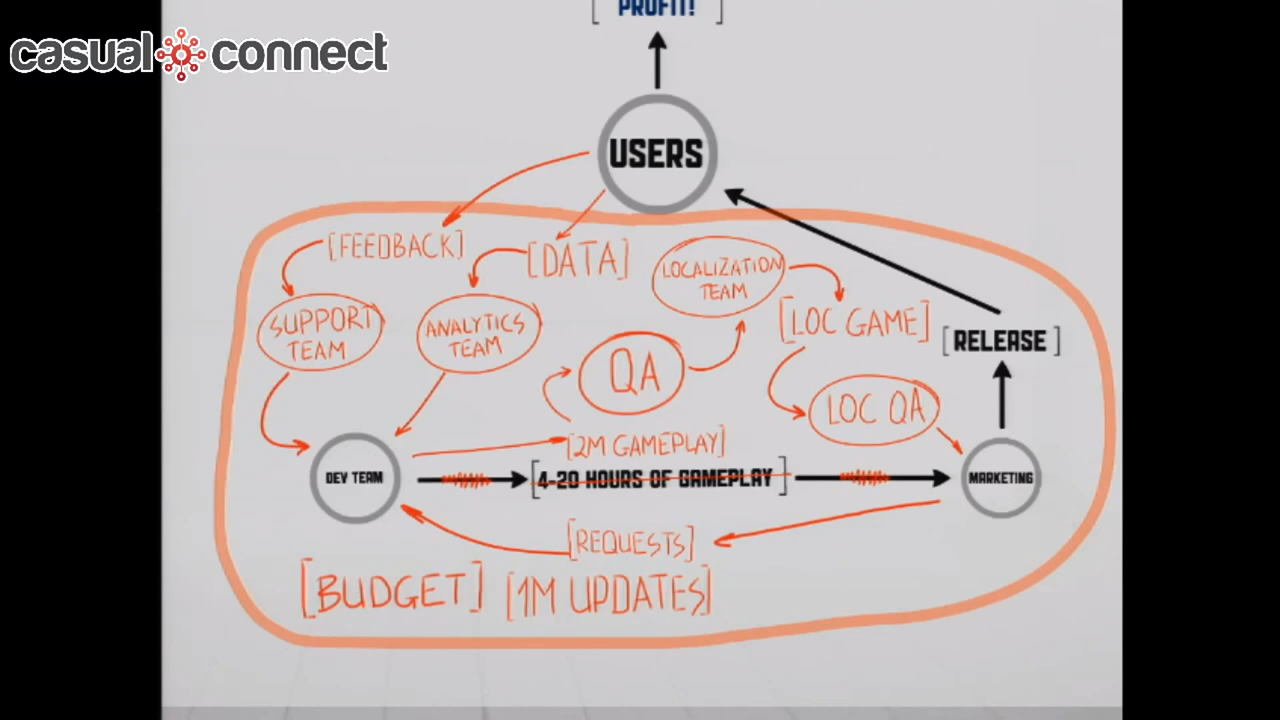 [ PROFIT! ]
casual connect
USERS
[FEEDBACK]
[DATA]
LOCALIZATION
TEAM
SUPPORT
TEAM
ANALYTICS
TEAM
[LOC GAME]
[RELEASE]
QA
LOC QA
[2M GAMEPLAY]
DEV TEAM
[4-20 HOURS OF GAMEPLAY]
MARKETING
[REQUESTS]
[BUDGET] [1M UPDATES]